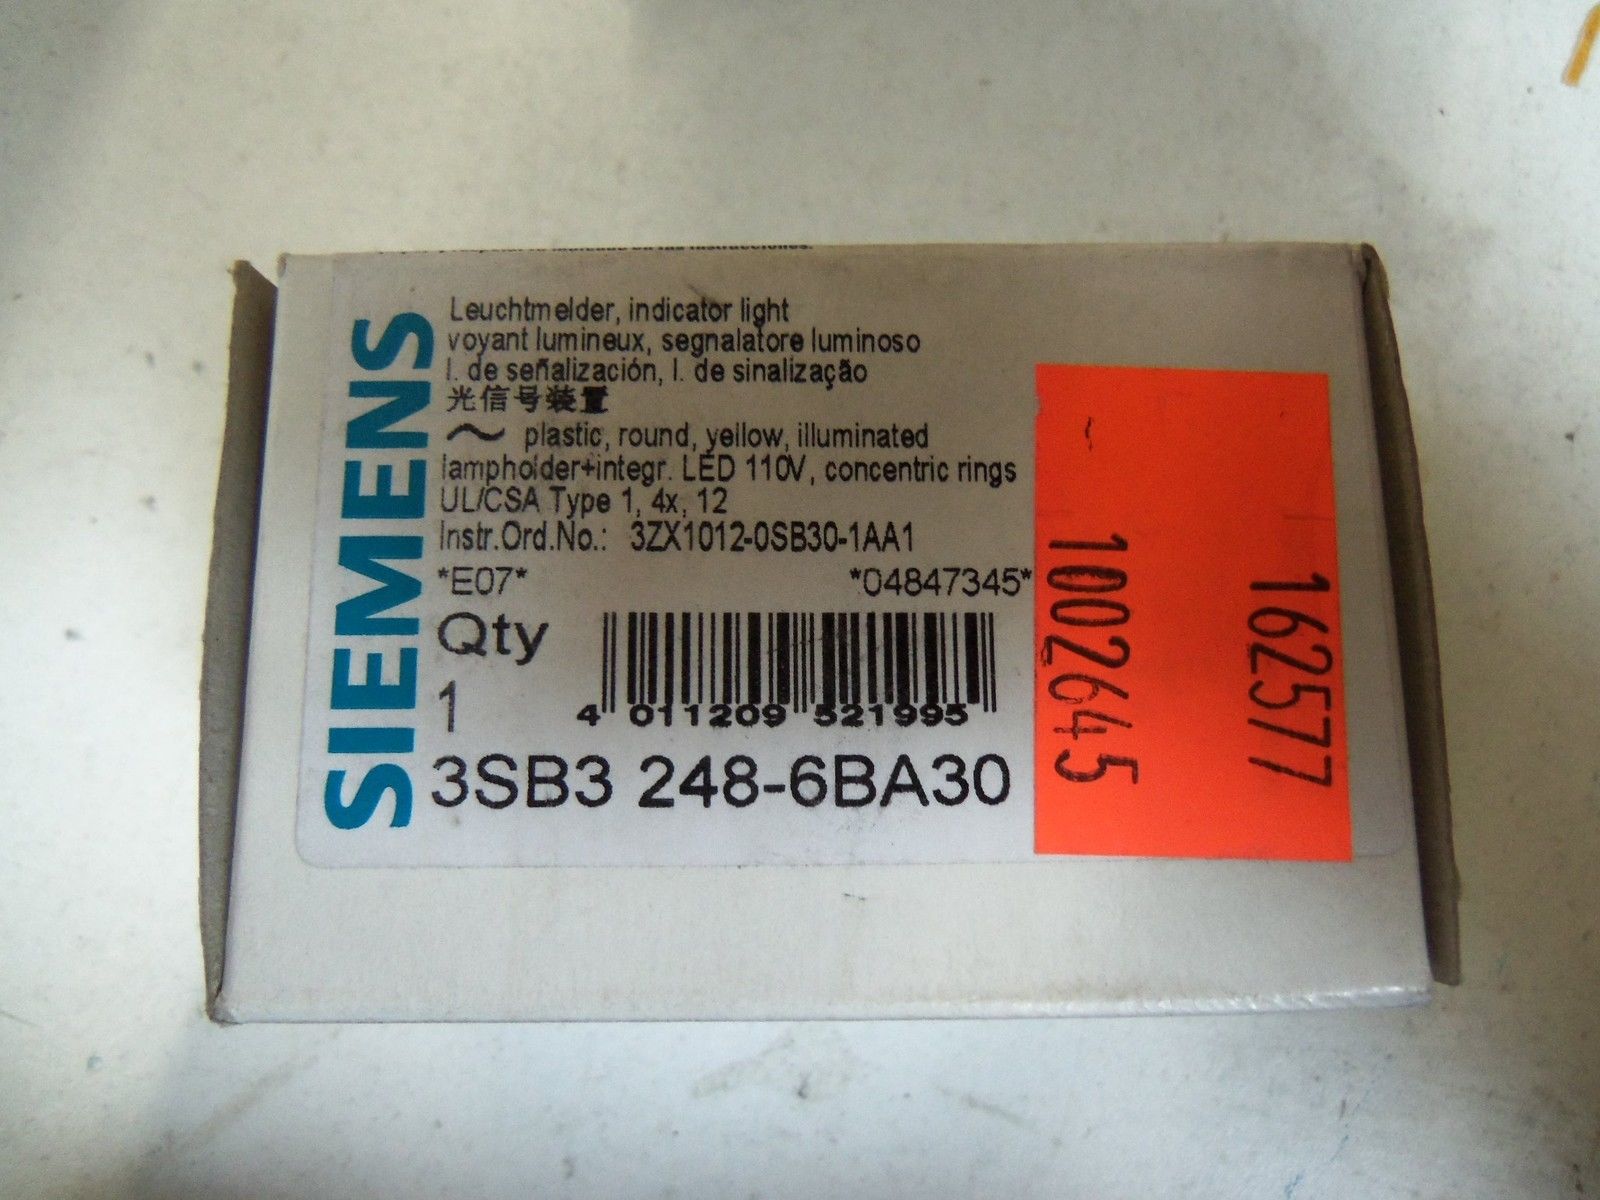 las instrucciones.
SIEMENS
Leuchtmelder, indicator light
voyant lumineux, segnalatore luminoso
l. de señalización, l. de sinalização
光信号装置
~ plastic, round, yellow, illuminated
lampholder+integr. LED 110V, concentric rings
UL/CSA Type 1, 4x, 12
Instr.Ord.No.: 3ZX1012-0SB30-1AA1
*E07* *04847345*
Qty
1
4 011209 521995
3SB3 248-6BA30
162577
1002645